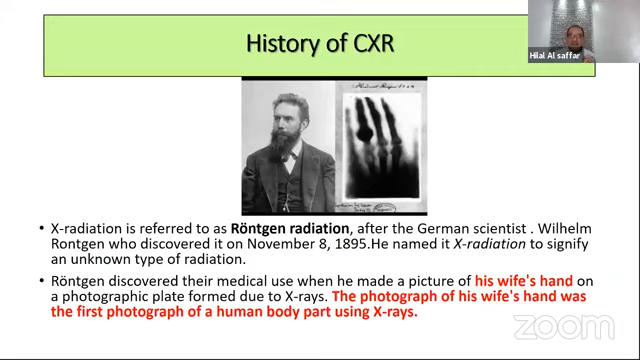 History of CXR
Hilal Al saffar
• X-radiation is referred to as Röntgen radiation, after the German scientist . Wilhelm
Rontgen who discovered it on November 8, 1895.He named it X-radiation to signify
an unknown type of radiation.
• Röntgen discovered their medical use when he made a picture of his wife's hand on
a photographic plate formed due to X-rays. The photograph of his wife's hand was
the first photograph of a human body part using X-rays.
zoom